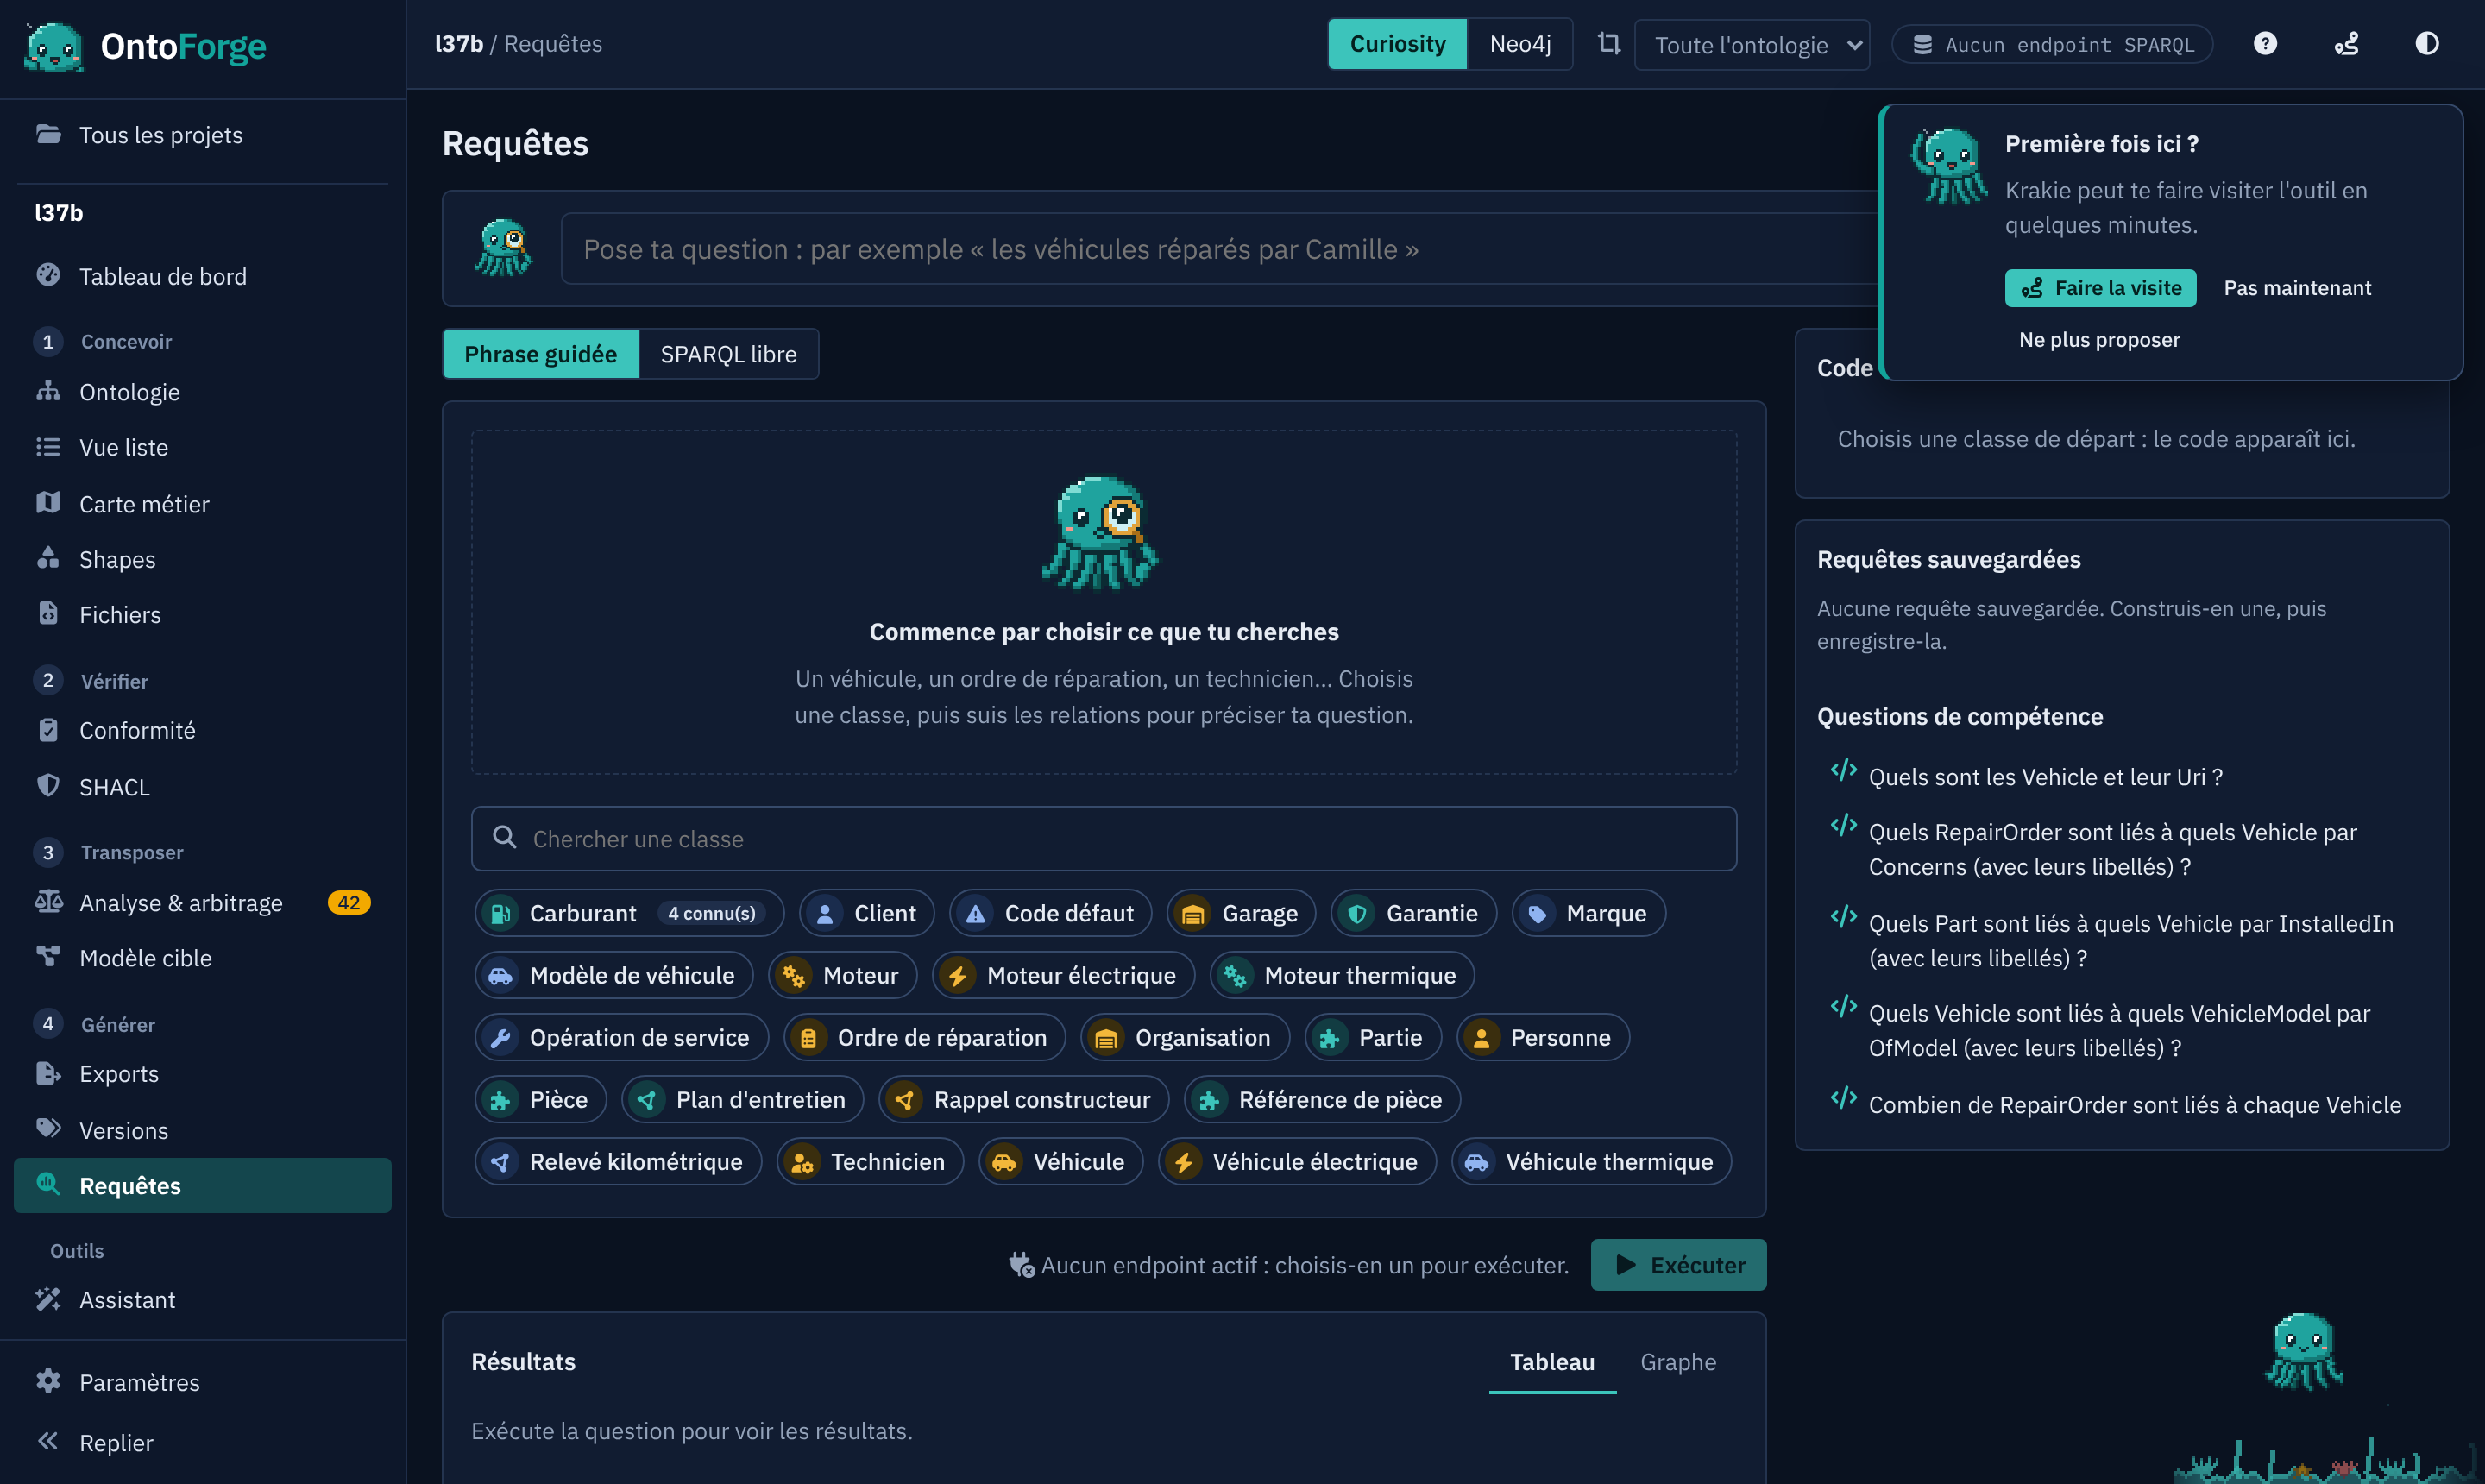 OntoForge
l37b / Requêtes
Curiosity
Neo4j
Toute l'ontologie
Aucun endpoint SPARQL
Tous les projets
l37b
Tableau de bord
1 Concevoir
Ontologie
Vue liste
Carte métier
Shapes
Fichiers
2 Vérifier
Conformité
SHACL
3 Transposer
Analyse & arbitrage 42
Modèle cible
4 Générer
Exports
Versions
Requêtes
Outils
Assistant
Paramètres
Replier
Requêtes
Pose ta question : par exemple « les véhicules réparés par Camille »
Première fois ici ?
Krakie peut te faire visiter l'outil en
quelques minutes.
Faire la visite
Pas maintenant
Ne plus proposer
Phrase guidée
SPARQL libre
Commence par choisir ce que tu cherches
Un véhicule, un ordre de réparation, un technicien... Choisis
une classe, puis suis les relations pour préciser ta question.
Chercher une classe
Carburant 4 connu(s)
Client
Code défaut
Garage
Garantie
Marque
Modèle de véhicule
Moteur
Moteur électrique
Moteur thermique
Opération de service
Ordre de réparation
Organisation
Partie
Personne
Pièce
Plan d'entretien
Rappel constructeur
Référence de pièce
Relevé kilométrique
Technicien
Véhicule
Véhicule électrique
Véhicule thermique
Aucun endpoint actif : choisis-en un pour exécuter.
Exécuter
Résultats
Tableau
Graphe
Exécute la question pour voir les résultats.
Code
Choisis une classe de départ : le code apparaît ici.
Requêtes sauvegardées
Aucune requête sauvegardée. Construis-en une, puis
enregistre-la.
Questions de compétence
Quels sont les Vehicle et leur Uri ?
Quels RepairOrder sont liés à quels Vehicle par
Concerns (avec leurs libellés) ?
Quels Part sont liés à quels Vehicle par InstalledIn
(avec leurs libellés) ?
Quels Vehicle sont liés à quels VehicleModel par
OfModel (avec leurs libellés) ?
Combien de RepairOrder sont liés à chaque Vehicle